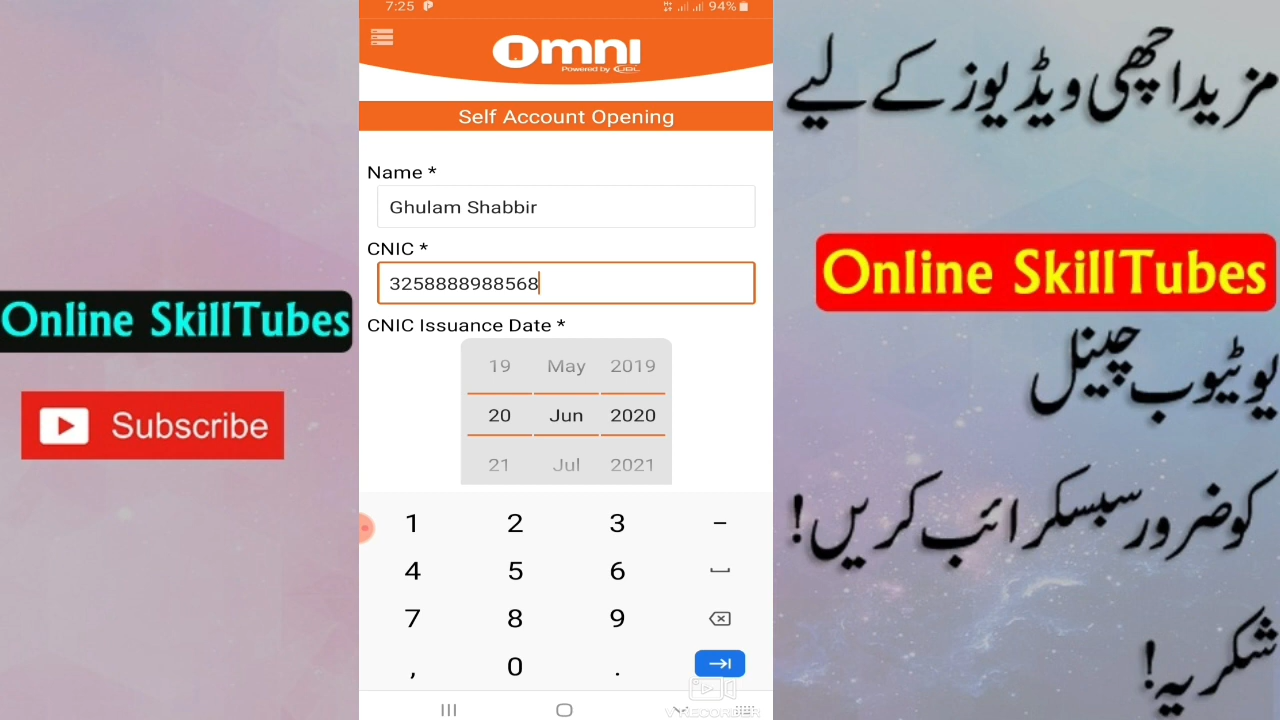 7:25
94%
Omni
Powered by UBL
Self Account Opening
Name *
Ghulam Shabbir
CNIC *
3258888988568
CNIC Issuance Date *
19 May 2019
20 Jun 2020
21 Jul 2021
1 2 3 –
4 5 6
7 8 9
, 0 .
V RECORDER
Online SkillTubes
Subscribe
مزید اچھی ویڈیوز کے لیے
Online SkillTubes
یوٹیوب چینل
کو ضرور سبسکرائب کریں!
شکریہ!